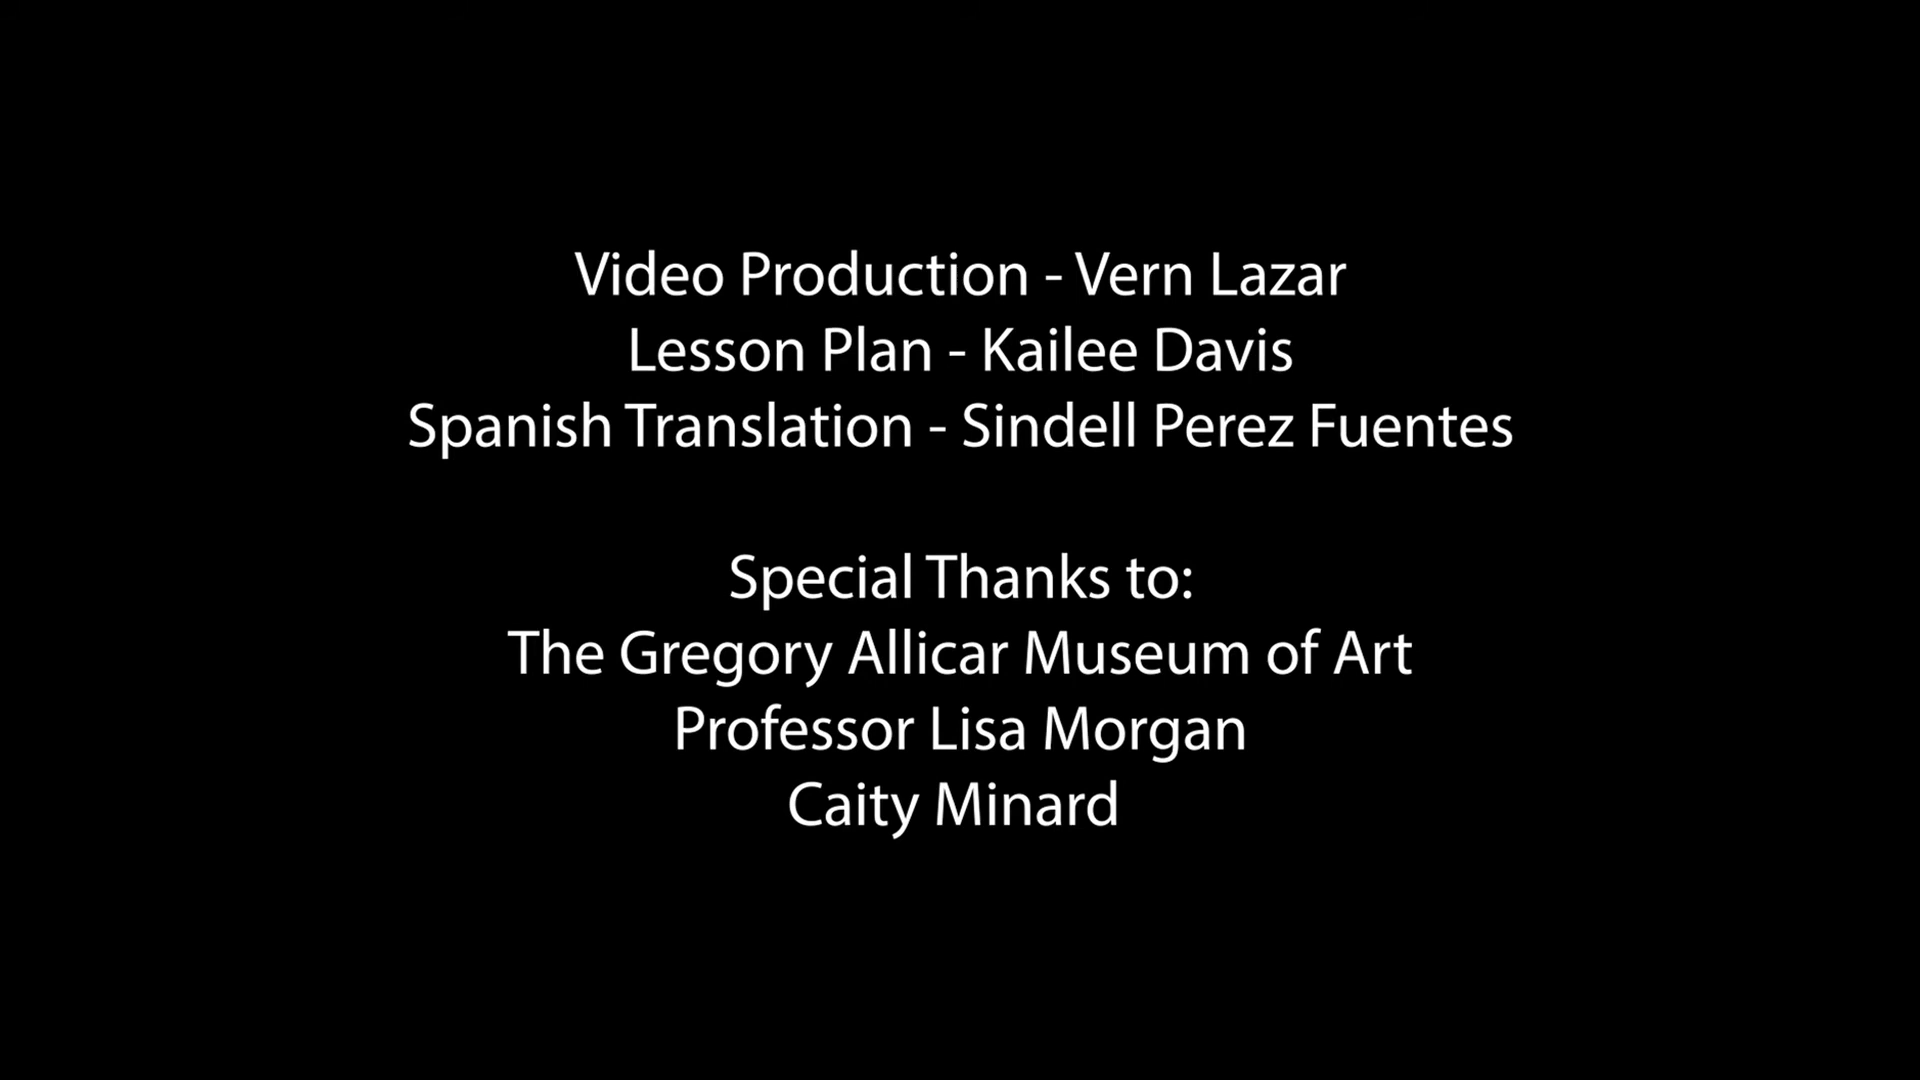 Video Production - Vern Lazar
Lesson Plan - Kailee Davis
Spanish Translation - Sindell Perez Fuentes
Special Thanks to:
The Gregory Allicar Museum of Art
Professor Lisa Morgan
Caity Minard